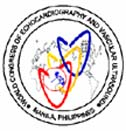 WORLD CONGRESS OF ECHOCARDIOGRAPHY AND VASCULAR ULTRASOUND
MANILA, PHILIPPINES